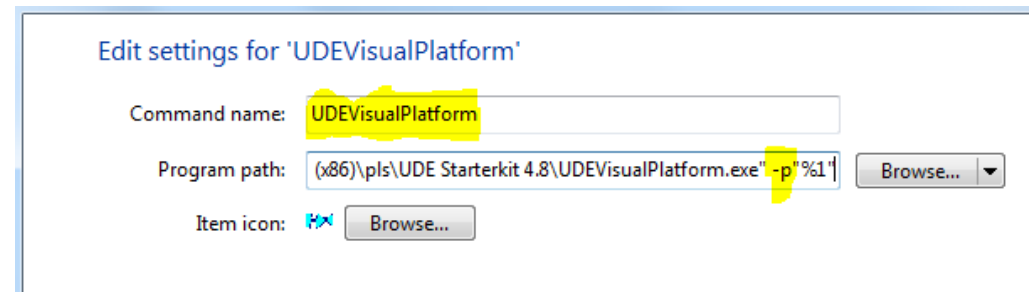 Edit settings for 'UDEVisualPlatform'
Command name: UDEVisualPlatform
Program path: (x86)\pls\UDE Starterkit 4.8\UDEVisualPlatform.exe" -p"%1" Browse...
Item icon: Browse...